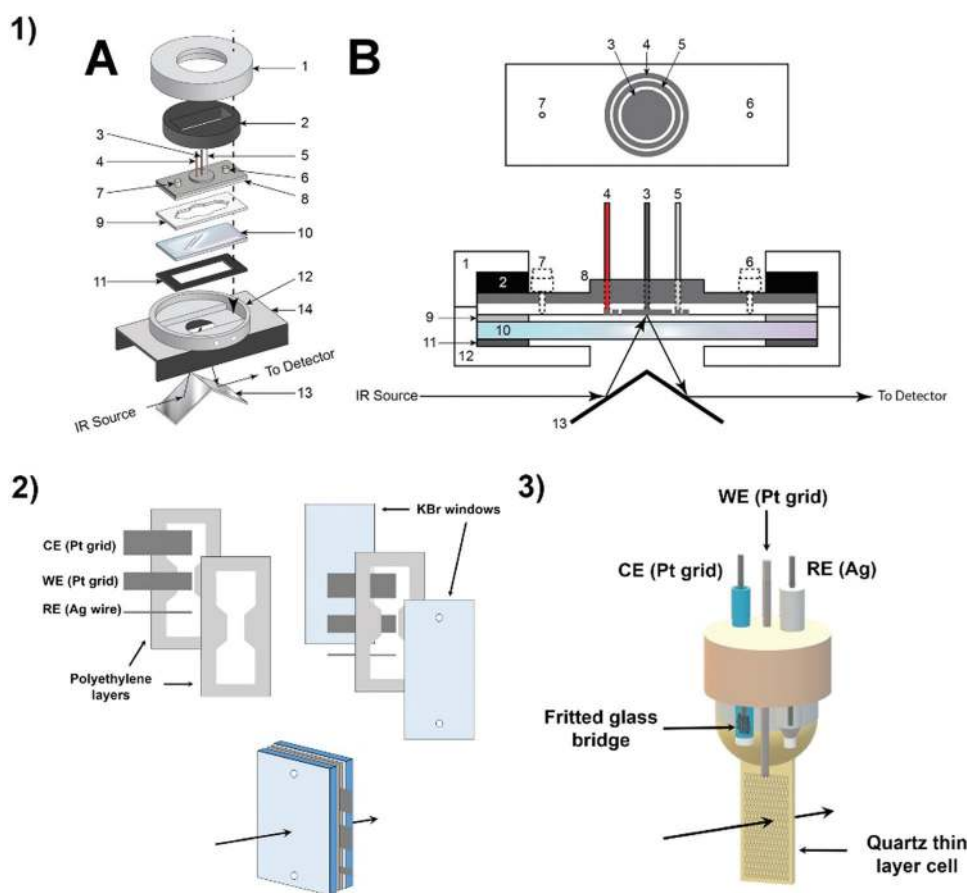 1)
A
1
2
3
4
5
6
7
8
9
10
11
12
14
To Detector
IR Source
13
B
3
4
5
7
6
4
3
5
1
2
7
8
6
9
10
11
12
IR Source
To Detector
13
2)
CE (Pt grid)
WE (Pt grid)
RE (Ag wire)
Polyethylene
layers
KBr windows
3)
WE (Pt grid)
CE (Pt grid)
RE (Ag)
Fritted glass
bridge
Quartz thin
layer cell